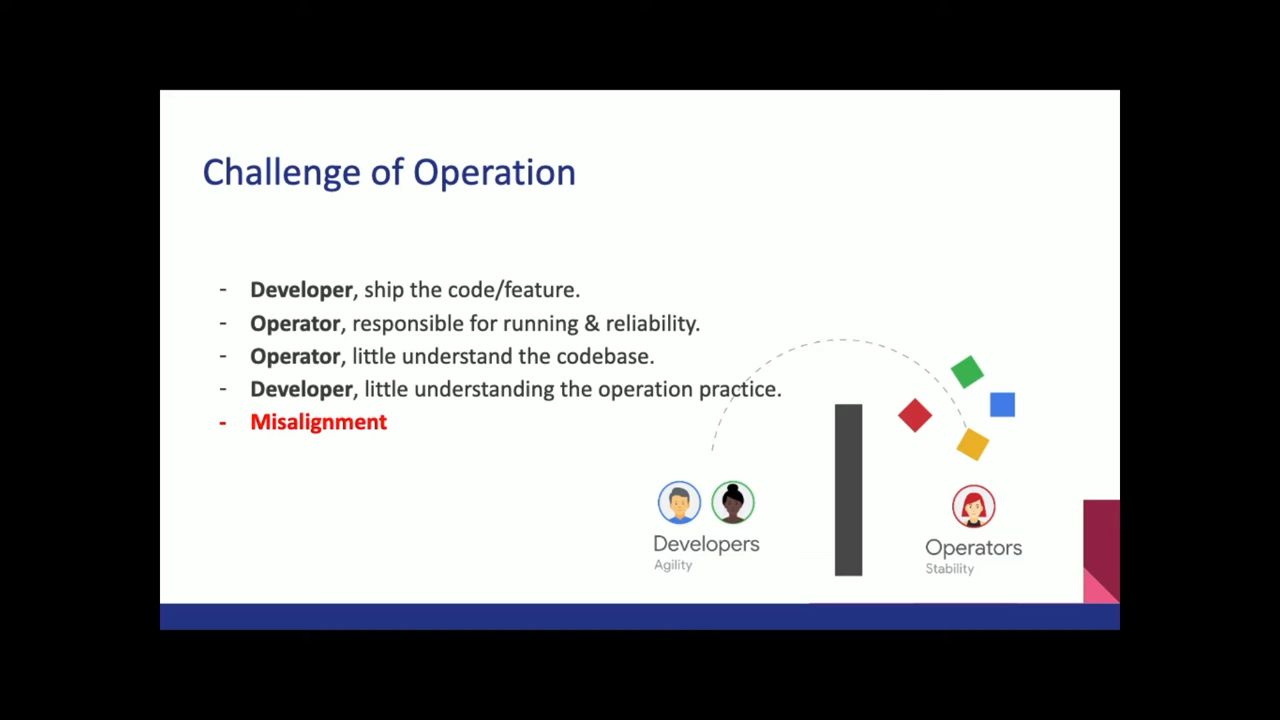 Challenge of Operation
- Developer, ship the code/feature.
- Operator, responsible for running & reliability.
- Operator, little understand the codebase.
- Developer, little understanding the operation practice.
- Misalignment
Developers
Agility
Operators
Stability